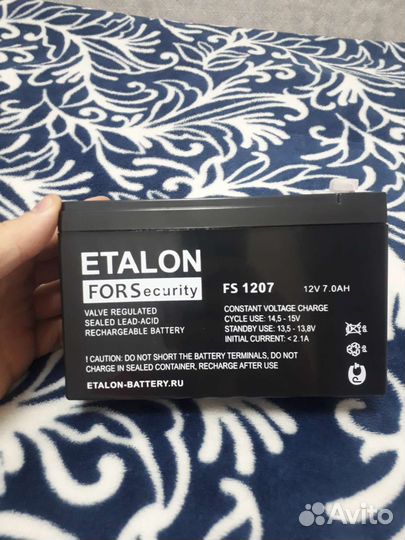 ETALON
FORSecurity
VALVE REGULATED
SEALED LEAD-ACID
RECHARGEABLE BATTERY
FS 1207 12V 7.0AH
CONSTANT VOLTAGE CHARGE
CYCLE USE: 14,5 - 15V
STANDBY USE: 13,5 - 13,8V
INITIAL CURRENT: < 2.1A
! CAUTION: DO NOT SHORT THE BATTERY TERMINALS, DO NOT
CHARGE IN SEALED CONTAINER, RECHARGE AFTER USE
ETALON-BATTERY.RU
Avito